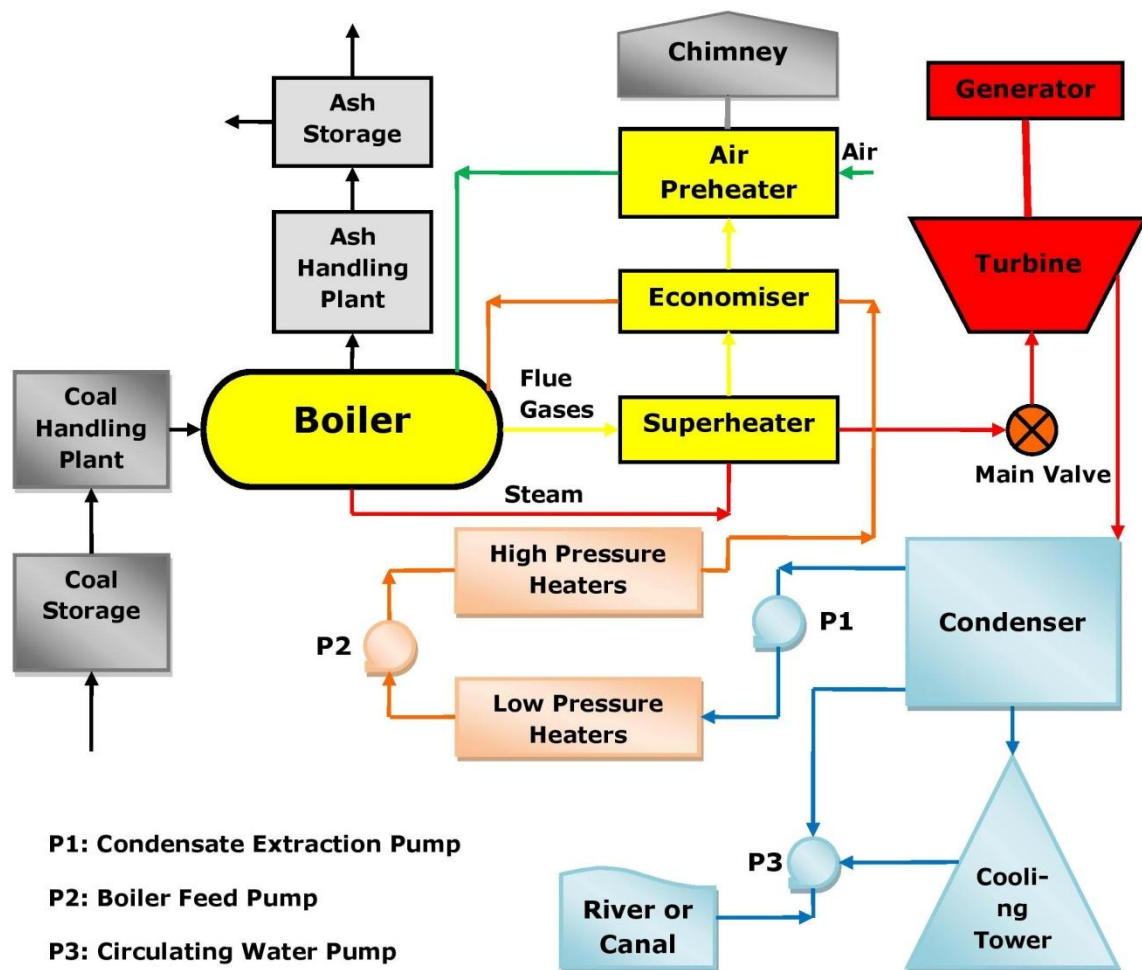 Chimney
Generator
Ash
Storage
Air
Preheater
Air
Ash
Handling
Plant
Economiser
Turbine
Coal
Handling
Plant
Boiler
Flue
Gases
Superheater
Main Valve
Steam
High Pressure
Heaters
Coal
Storage
P2
P1
Condenser
Low Pressure
Heaters
P1: Condensate Extraction Pump
P2: Boiler Feed Pump
P3: Circulating Water Pump
P3
River or
Canal
Cooli-
ng
Tower